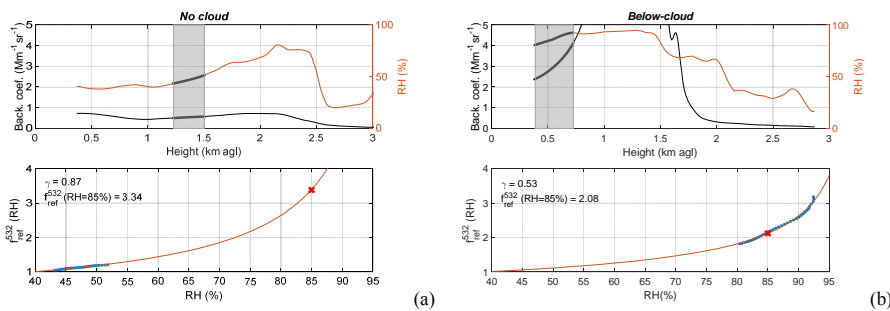 No cloud
Back. coef. (Mm⁻¹sr⁻¹)
5
4
3
2
1
0
100
50
0
RH (%)
0 0.5 1 1.5 2 2.5 3
Height (km agl)
f_ref^532 (RH)
4
3
2
1
γ = 0.87
f_ref^532 (RH=85%) = 3.34
40 45 50 55 60 65 70 75 80 85 90 95
RH (%)
(a)
Below-cloud
Back. coef. (Mm⁻¹sr⁻¹)
5
4
3
2
1
0
100
50
0
RH (%)
0 0.5 1 1.5 2 2.5 3
Height (km agl)
f_ref^532 (RH)
4
3
2
1
γ = 0.53
f_ref^532 (RH=85%) = 2.08
40 45 50 55 60 65 70 75 80 85 90 95
RH(%)
(b)